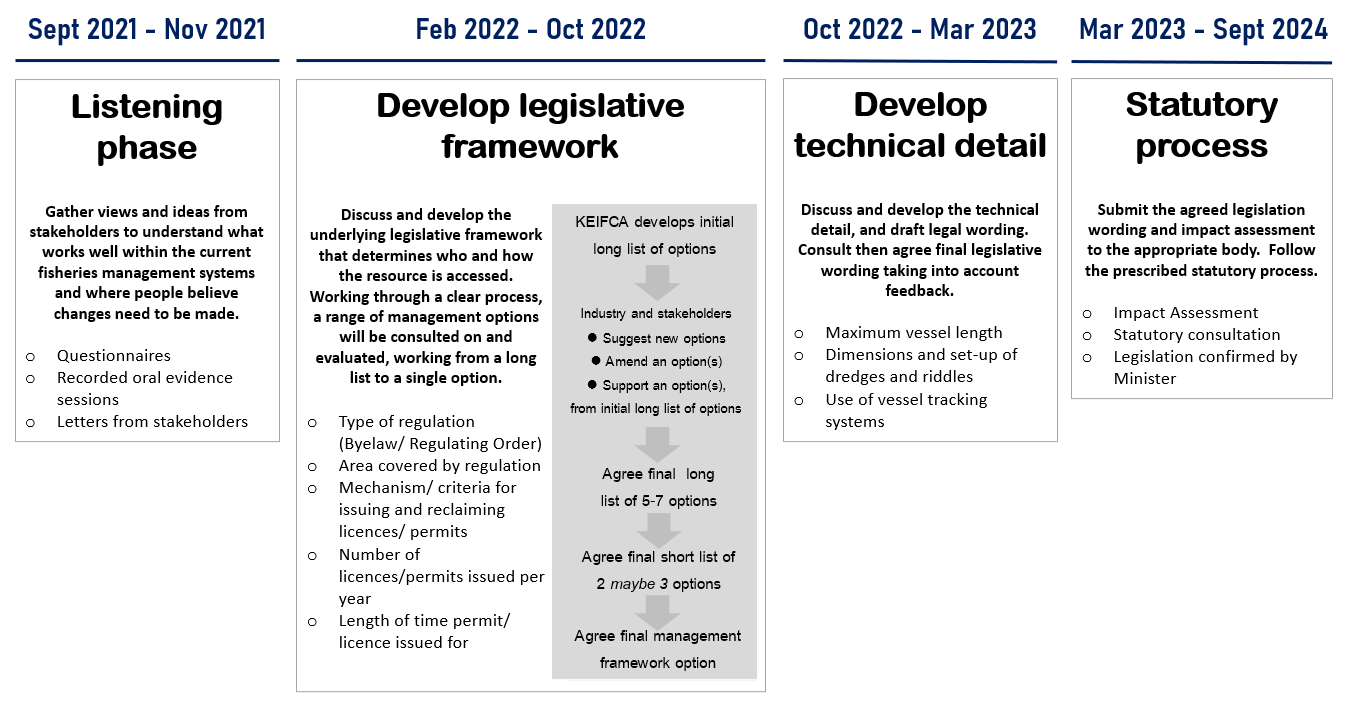 Sept 2021 - Nov 2021
Listening
phase
Gather views and ideas from
stakeholders to understand what
works well within the current
fisheries management systems
and where people believe
changes need to be made.
o Questionnaires
o Recorded oral evidence
sessions
o Letters from stakeholders
Feb 2022 - Oct 2022
Develop legislative
framework
Discuss and develop the
underlying legislative framework
that determines who and how
the resource is accessed.
Working through a clear process,
a range of management options
will be consulted on and
evaluated, working from a long
list to a single option.
o Type of regulation
(Byelaw/ Regulating Order)
o Area covered by regulation
o Mechanism/ criteria for
issuing and reclaiming
licences/ permits
o Number of
licences/permits issued per
year
o Length of time permit/
licence issued for
KEIFCA develops initial
long list of options
Industry and stakeholders
● Suggest new options
● Amend an option(s)
● Support an option(s),
from initial long list of options
Agree final long
list of 5-7 options
Agree final short list of
2 maybe 3 options
Agree final management
framework option
Oct 2022 - Mar 2023
Develop
technical detail
Discuss and develop the technical
detail, and draft legal wording.
Consult then agree final legislative
wording taking into account
feedback.
o Maximum vessel length
o Dimensions and set-up of
dredges and riddles
o Use of vessel tracking
systems
Mar 2023 - Sept 2024
Statutory
process
Submit the agreed legislation
wording and impact assessment
to the appropriate body. Follow
the prescribed statutory process.
o Impact Assessment
o Statutory consultation
o Legislation confirmed by
Minister